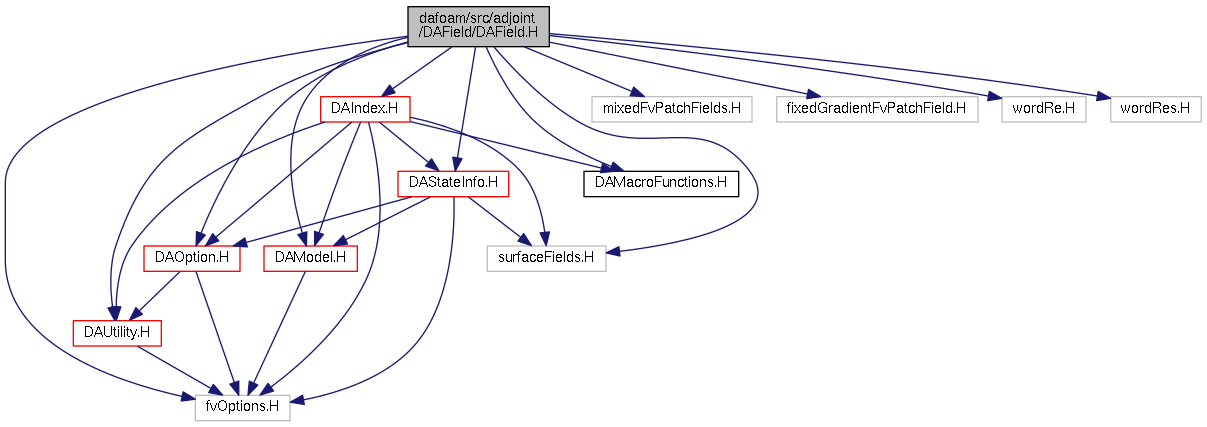 dafoam/src/adjoint
/DAField/DAField.H
DAIndex.H
mixedFvPatchFields.H
fixedGradientFvPatchField.H
wordRe.H
wordRes.H
DAStateInfo.H
DAMacroFunctions.H
DAOption.H
DAModel.H
surfaceFields.H
DAUtility.H
fvOptions.H